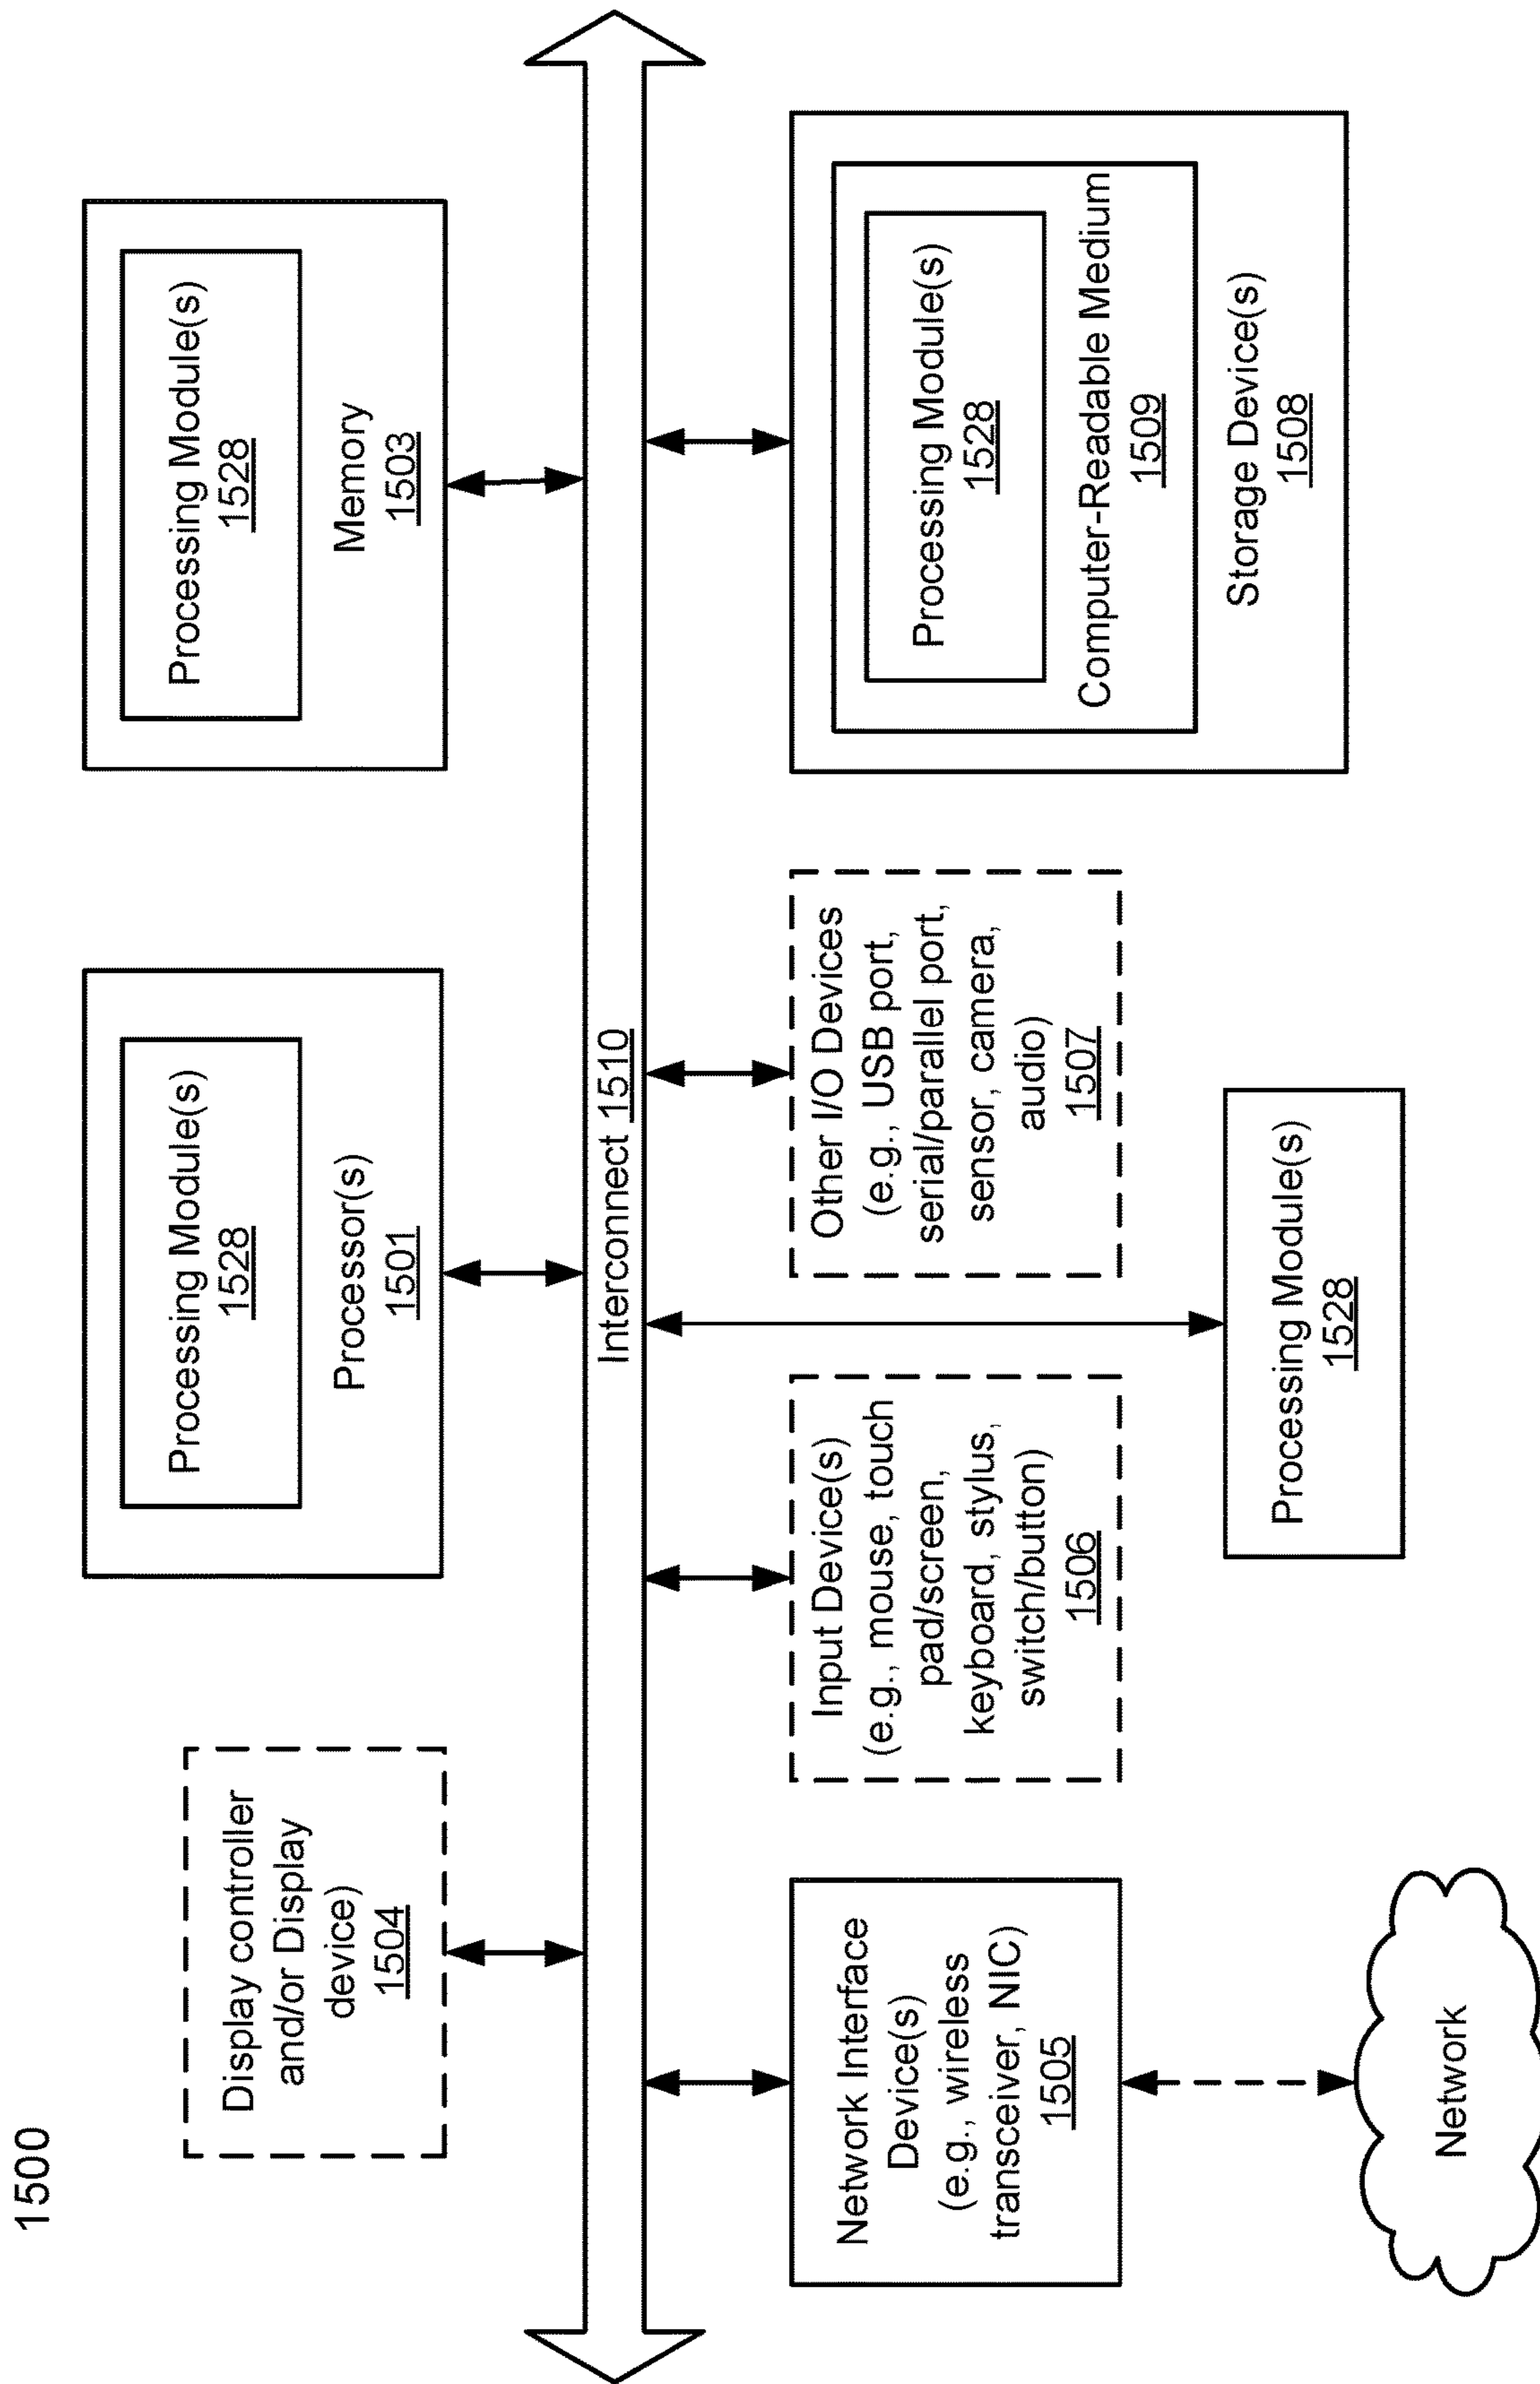 1500
Display controller
and/or Display
device)
1504
Processing Module(s)
1528
Processor(s)
1501
Processing Module(s)
1528
Memory
1503
Interconnect 1510
Network Interface
Device(s)
(e.g., wireless
transceiver, NIC)
1505
Input Device(s)
(e.g., mouse, touch
pad/screen,
keyboard, stylus,
switch/button)
1506
Other I/O Devices
(e.g., USB port,
serial/parallel port,
sensor, camera,
audio)
1507
Processing Module(s)
1528
Computer-Readable Medium
1509
Storage Device(s)
1508
Processing Module(s)
1528
Network